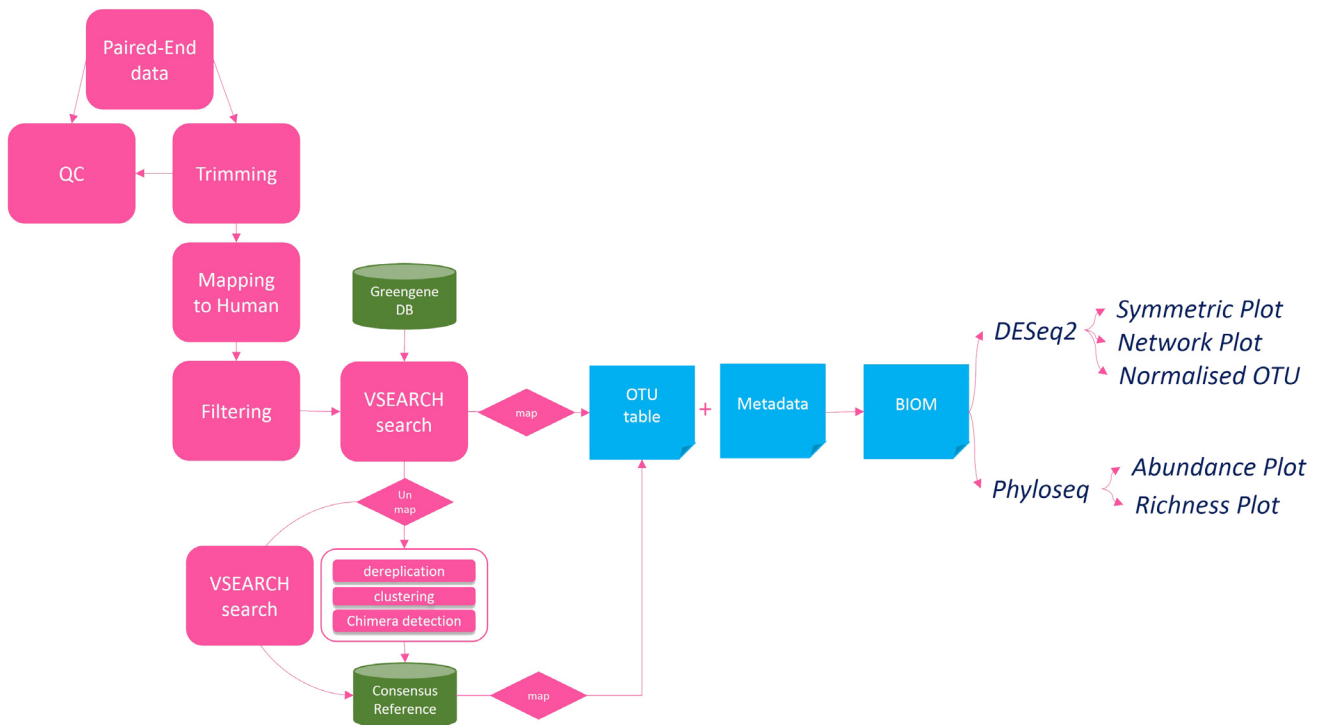 Paired-End
data
QC
Trimming
Mapping
to Human
Greengene
DB
Filtering
VSEARCH
search
map
OTU
table
+
Metadata
BIOM
DESeq2
Symmetric Plot
Network Plot
Normalised OTU
Phyloseq
Abundance Plot
Richness Plot
Un
map
VSEARCH
search
dereplication
clustering
Chimera detection
Consensus
Reference
map